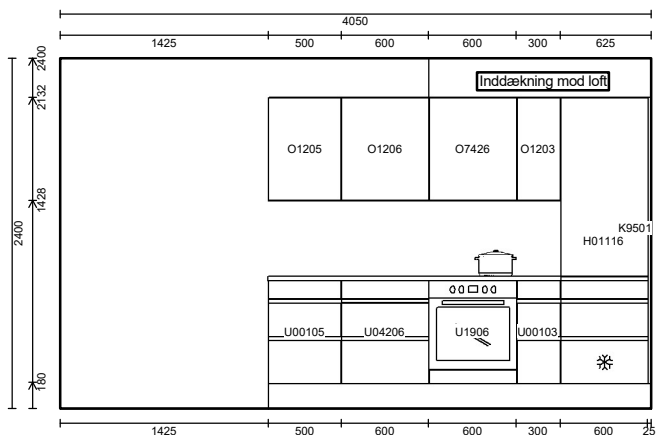 4050
1425 500 600 600 300 625
2400
Inddækning mod loft
2132
O1205 O1206 O7426 O1203
1428
K9501
2400
H01116
U00105 U04206 U1906 U00103
180
1425 500 600 600 300 600 25